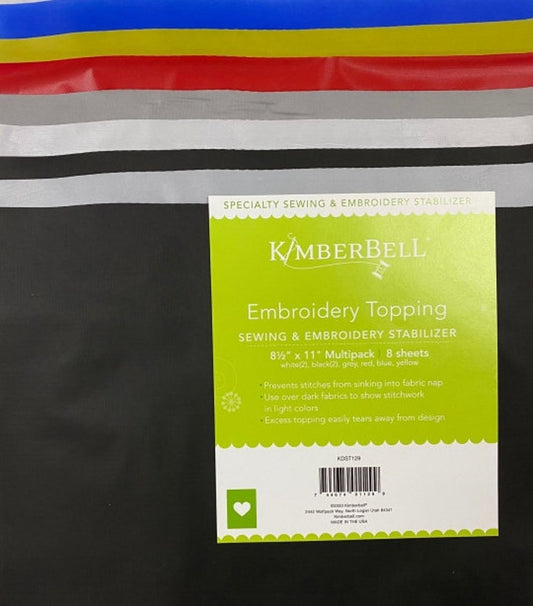 SPECIALTY SEWING & EMBROIDERY STABILIZER
KIMBERBELL®
Embroidery Topping
SEWING & EMBROIDERY STABILIZER
8½" x 11" Multipack | 8 sheets
white(2), black(2), grey, red, blue, yellow
• Prevents stitches from sinking into fabric nap
• Use over dark fabrics to show stitchwork
in light colors
• Excess topping easily tears away from design
KDST129
Kimberbell.com
MADE IN THE USA